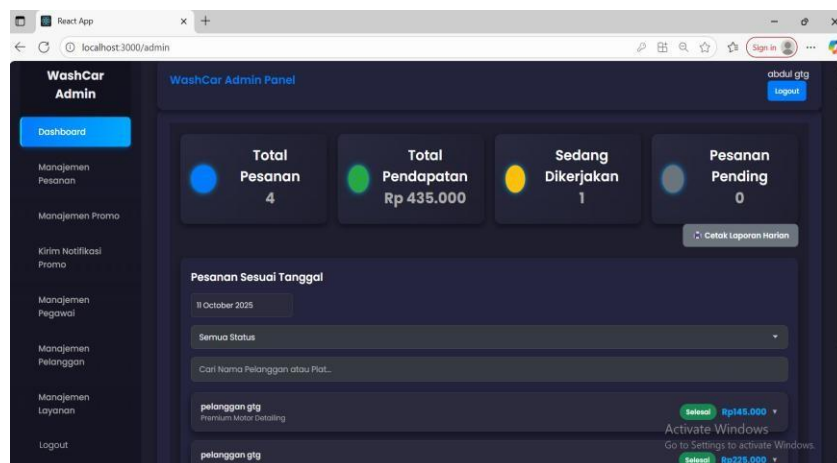 React App
localhost:3000/admin
Sign in
WashCar
Admin
WashCar Admin Panel
abdul gtg
Logout
Dashboard
Manajemen
Pesanan
Manajemen Promo
Kirim Notifikasi
Promo
Manajemen
Pegawai
Manajemen
Pelanggan
Manajemen
Layanan
Logout
Total
Pesanan
4
Total
Pendapatan
Rp 435.000
Sedang
Dikerjakan
1
Pesanan
Pending
0
Cetak Laporan Harian
Pesanan Sesuai Tanggal
11 October 2025
Semua Status
Cari Nama Pelanggan atau Plat...
pelanggan gtg
Premium Motor Detailing
Selesai Rp145.000
pelanggan gtg
Selesai Rp225.000
Activate Windows
Go to Settings to activate Windows.